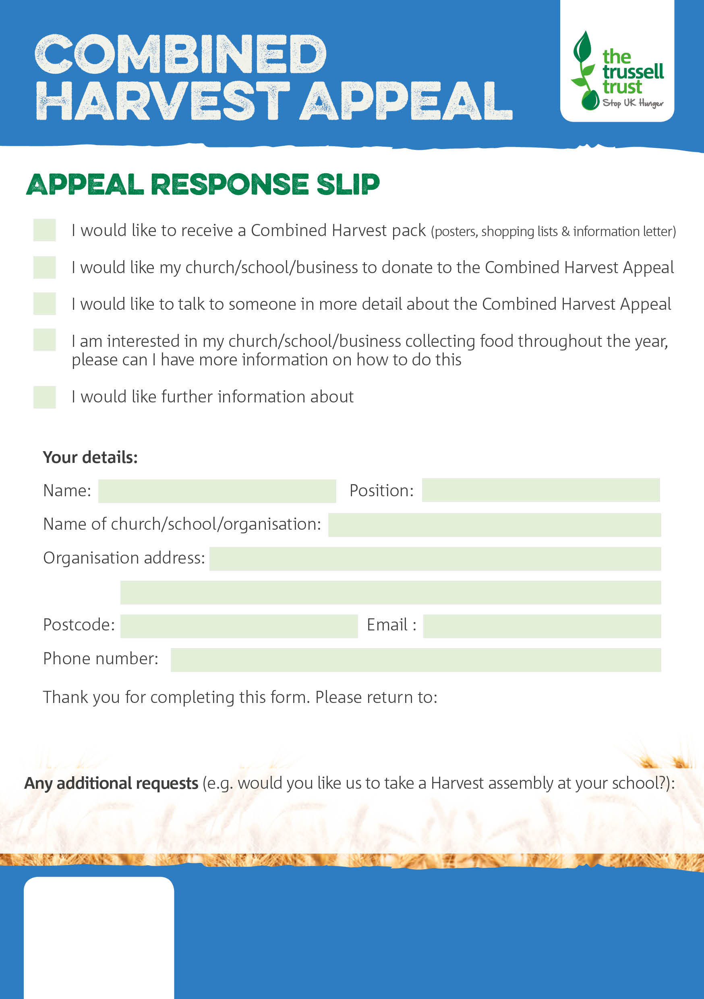 COMBINED
HARVEST APPEAL
the
trussell
trust
Stop UK Hunger
APPEAL RESPONSE SLIP
I would like to receive a Combined Harvest pack (posters, shopping lists & information letter)
I would like my church/school/business to donate to the Combined Harvest Appeal
I would like to talk to someone in more detail about the Combined Harvest Appeal
I am interested in my church/school/business collecting food throughout the year,
please can I have more information on how to do this
I would like further information about
Your details:
Name: Position:
Name of church/school/organisation:
Organisation address:
Postcode: Email :
Phone number:
Thank you for completing this form. Please return to:
Any additional requests (e.g. would you like us to take a Harvest assembly at your school?):